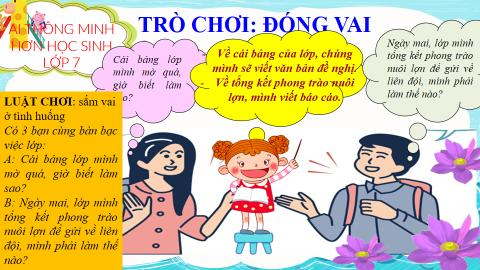 AI THÔNG MINH
HƠN HỌC SINH
LỚP 7
TRÒ CHƠI: ĐÓNG VAI
Cái bảng lớp
mình mờ quá,
giờ biết làm
sao?
Về cái bảng của lớp, chúng
mình sẽ viết văn bản đề nghị.
Về tổng kết phong trào nuôi
lợn, mình viết báo cáo.
Ngày mai, lớp mình
tổng kết phong trào
nuôi lợn để gửi về
liên đội, mình phải
làm thế nào?
LUẬT CHƠI: sắm vai
ở tình huống
Có 3 bạn cùng bàn bạc
việc lớp:
A: Cái bảng lớp mình
mờ quá, giờ biết làm
sao?
B: Ngày mai, lớp mình
tổng kết phong trào
nuôi lợn để gửi về liên
đội, mình phải làm thế
nào?